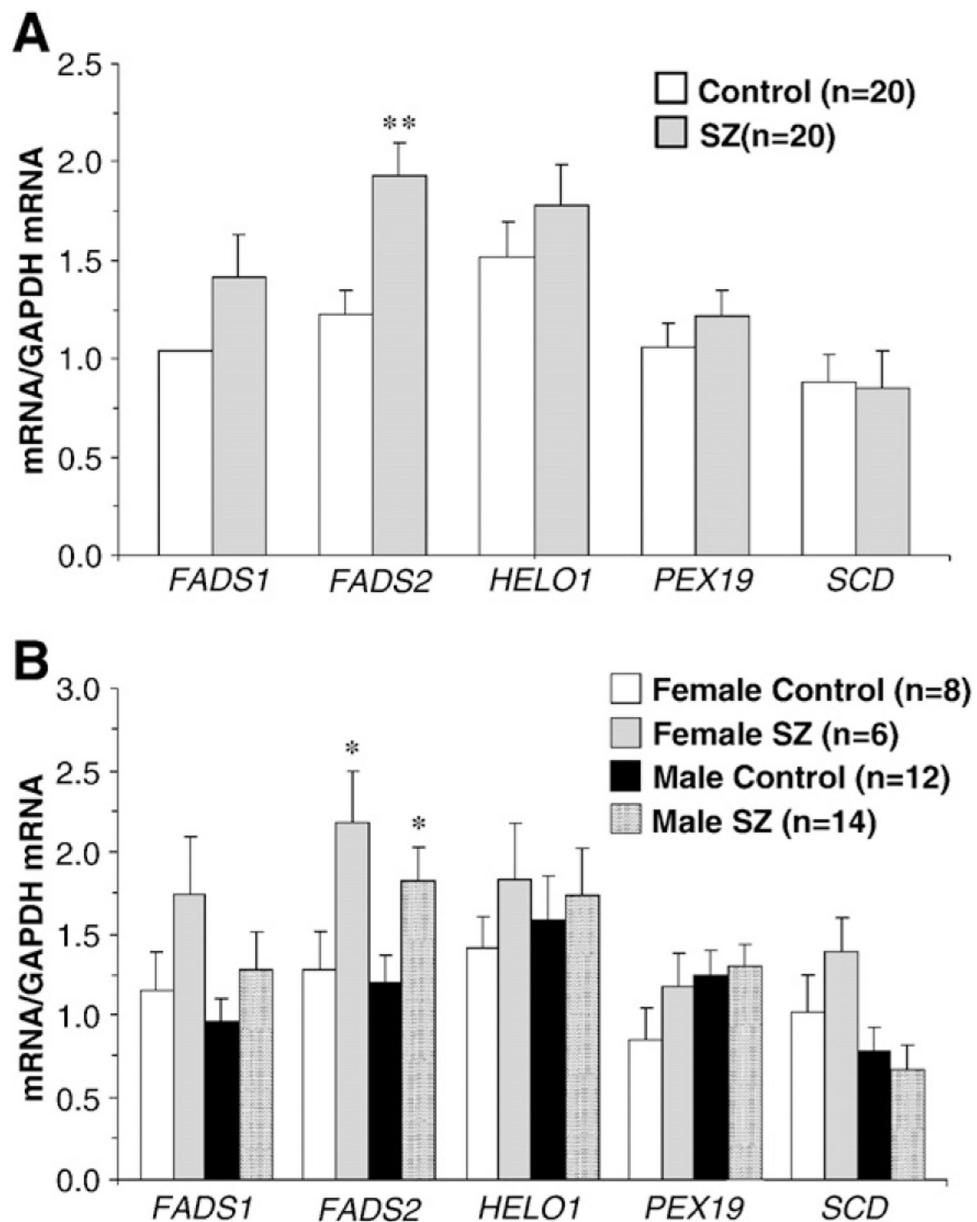 A
2.5
2.0
1.5
1.0
0.5
0.0
mRNA/GAPDH mRNA
Control (n=20)
SZ(n=20)
**
FADS1 FADS2 HELO1 PEX19 SCD
B
3.0
2.5
2.0
1.5
1.0
0.5
0.0
mRNA/GAPDH mRNA
Female Control (n=8)
Female SZ (n=6)
Male Control (n=12)
Male SZ (n=14)
*
*
FADS1 FADS2 HELO1 PEX19 SCD